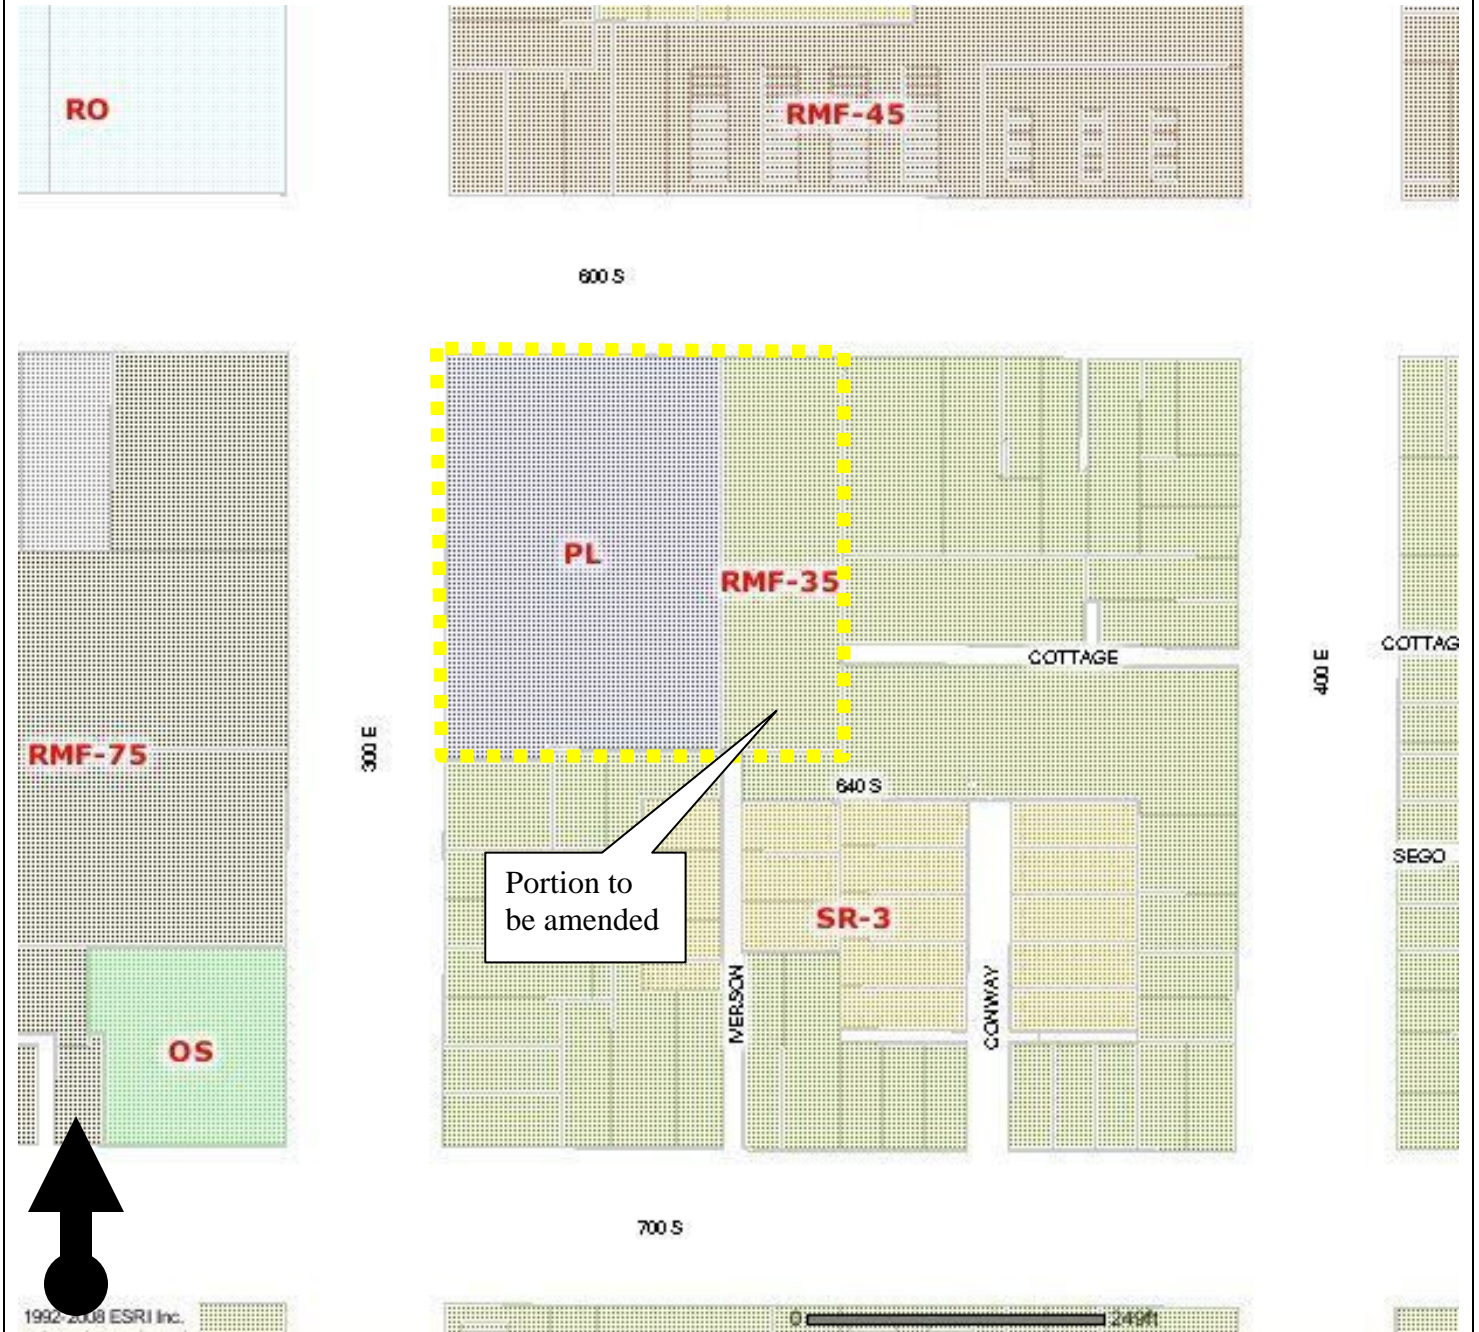 RO
RMF-45
600 S
PL
RMF-35
COTTAGE
COTTAG
400 E
300 E
RMF-75
640 S
Portion to
be amended
SEGO
SR-3
IVERSON
CONWAY
OS
700 S
1992-2008 ESRI Inc.
0
249ft